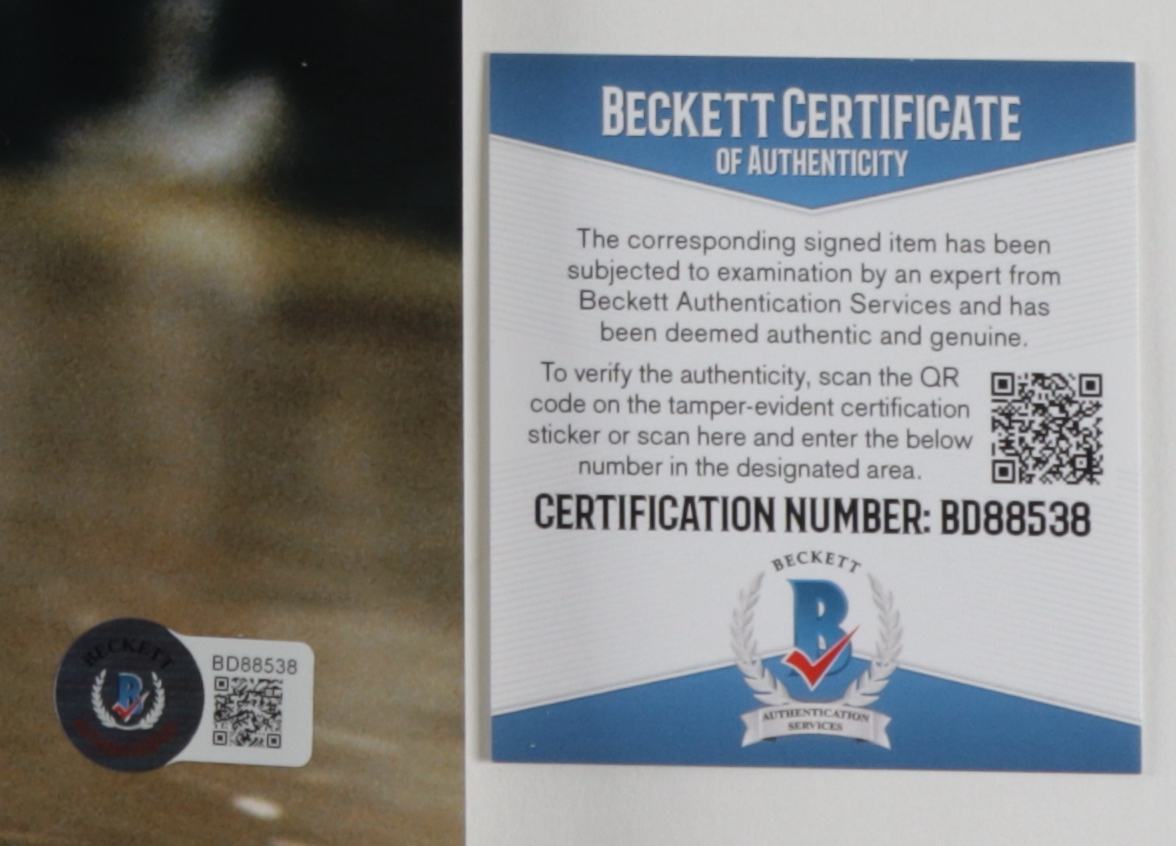 BECKETT CERTIFICATE
OF AUTHENTICITY
The corresponding signed item has been
subjected to examination by an expert from
Beckett Authentication Services and has
been deemed authentic and genuine.
To verify the authenticity, scan the QR
code on the tamper-evident certification
sticker or scan here and enter the below
number in the designated area.
CERTIFICATION NUMBER: BD88538
BECKETT
B
AUTHENTICATION
SERVICES
BECKETT
B
BD88538